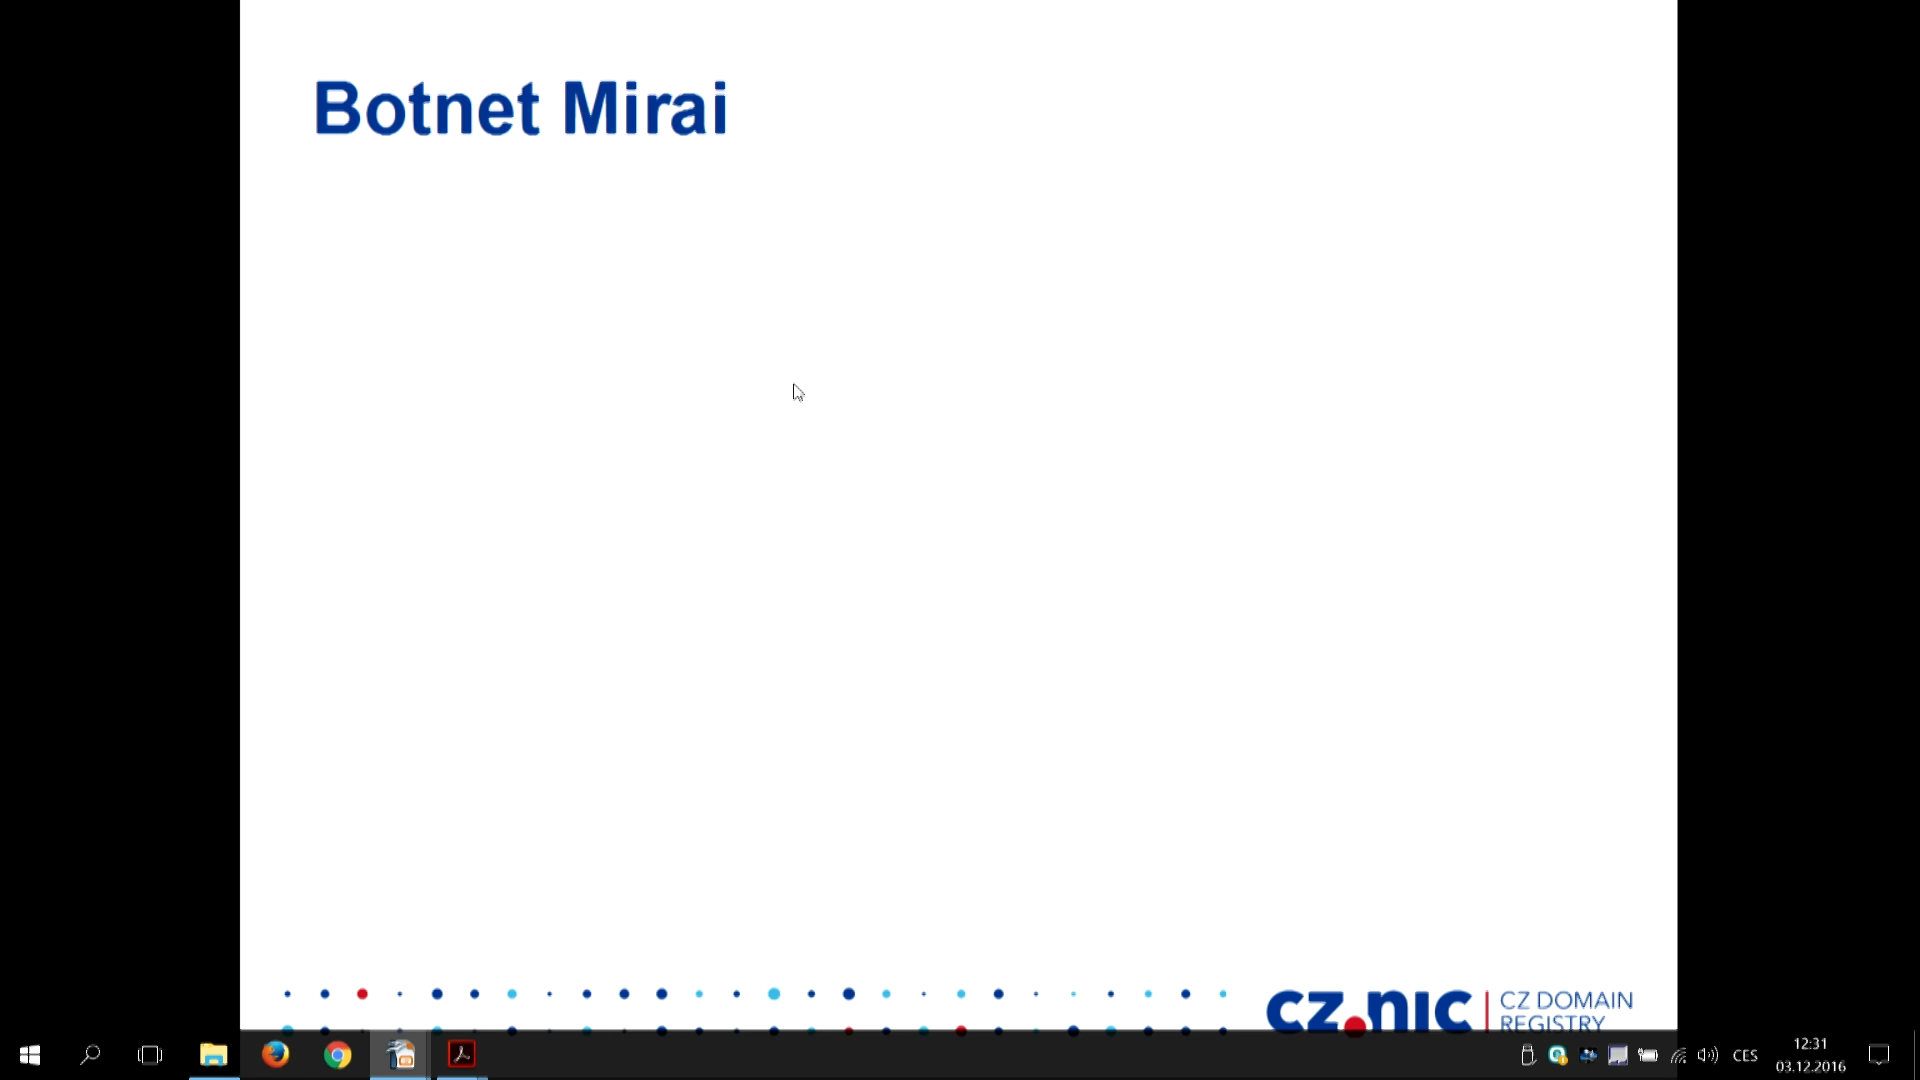 Botnet Mirai
CZ.NIC
CZ DOMAIN
REGISTRY
CES
12:31
03.12.2016